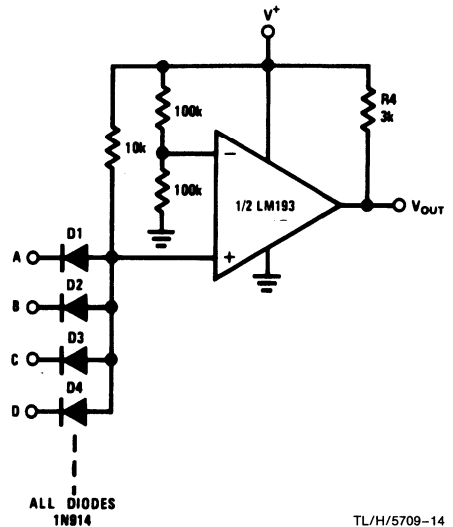 V+
100k
R4
3k
10k
−
100k
1/2 LM193
VOUT
+
D1
A
D2
B
D3
C
D4
D
ALL DIODES
1N914
TL/H/5709–14